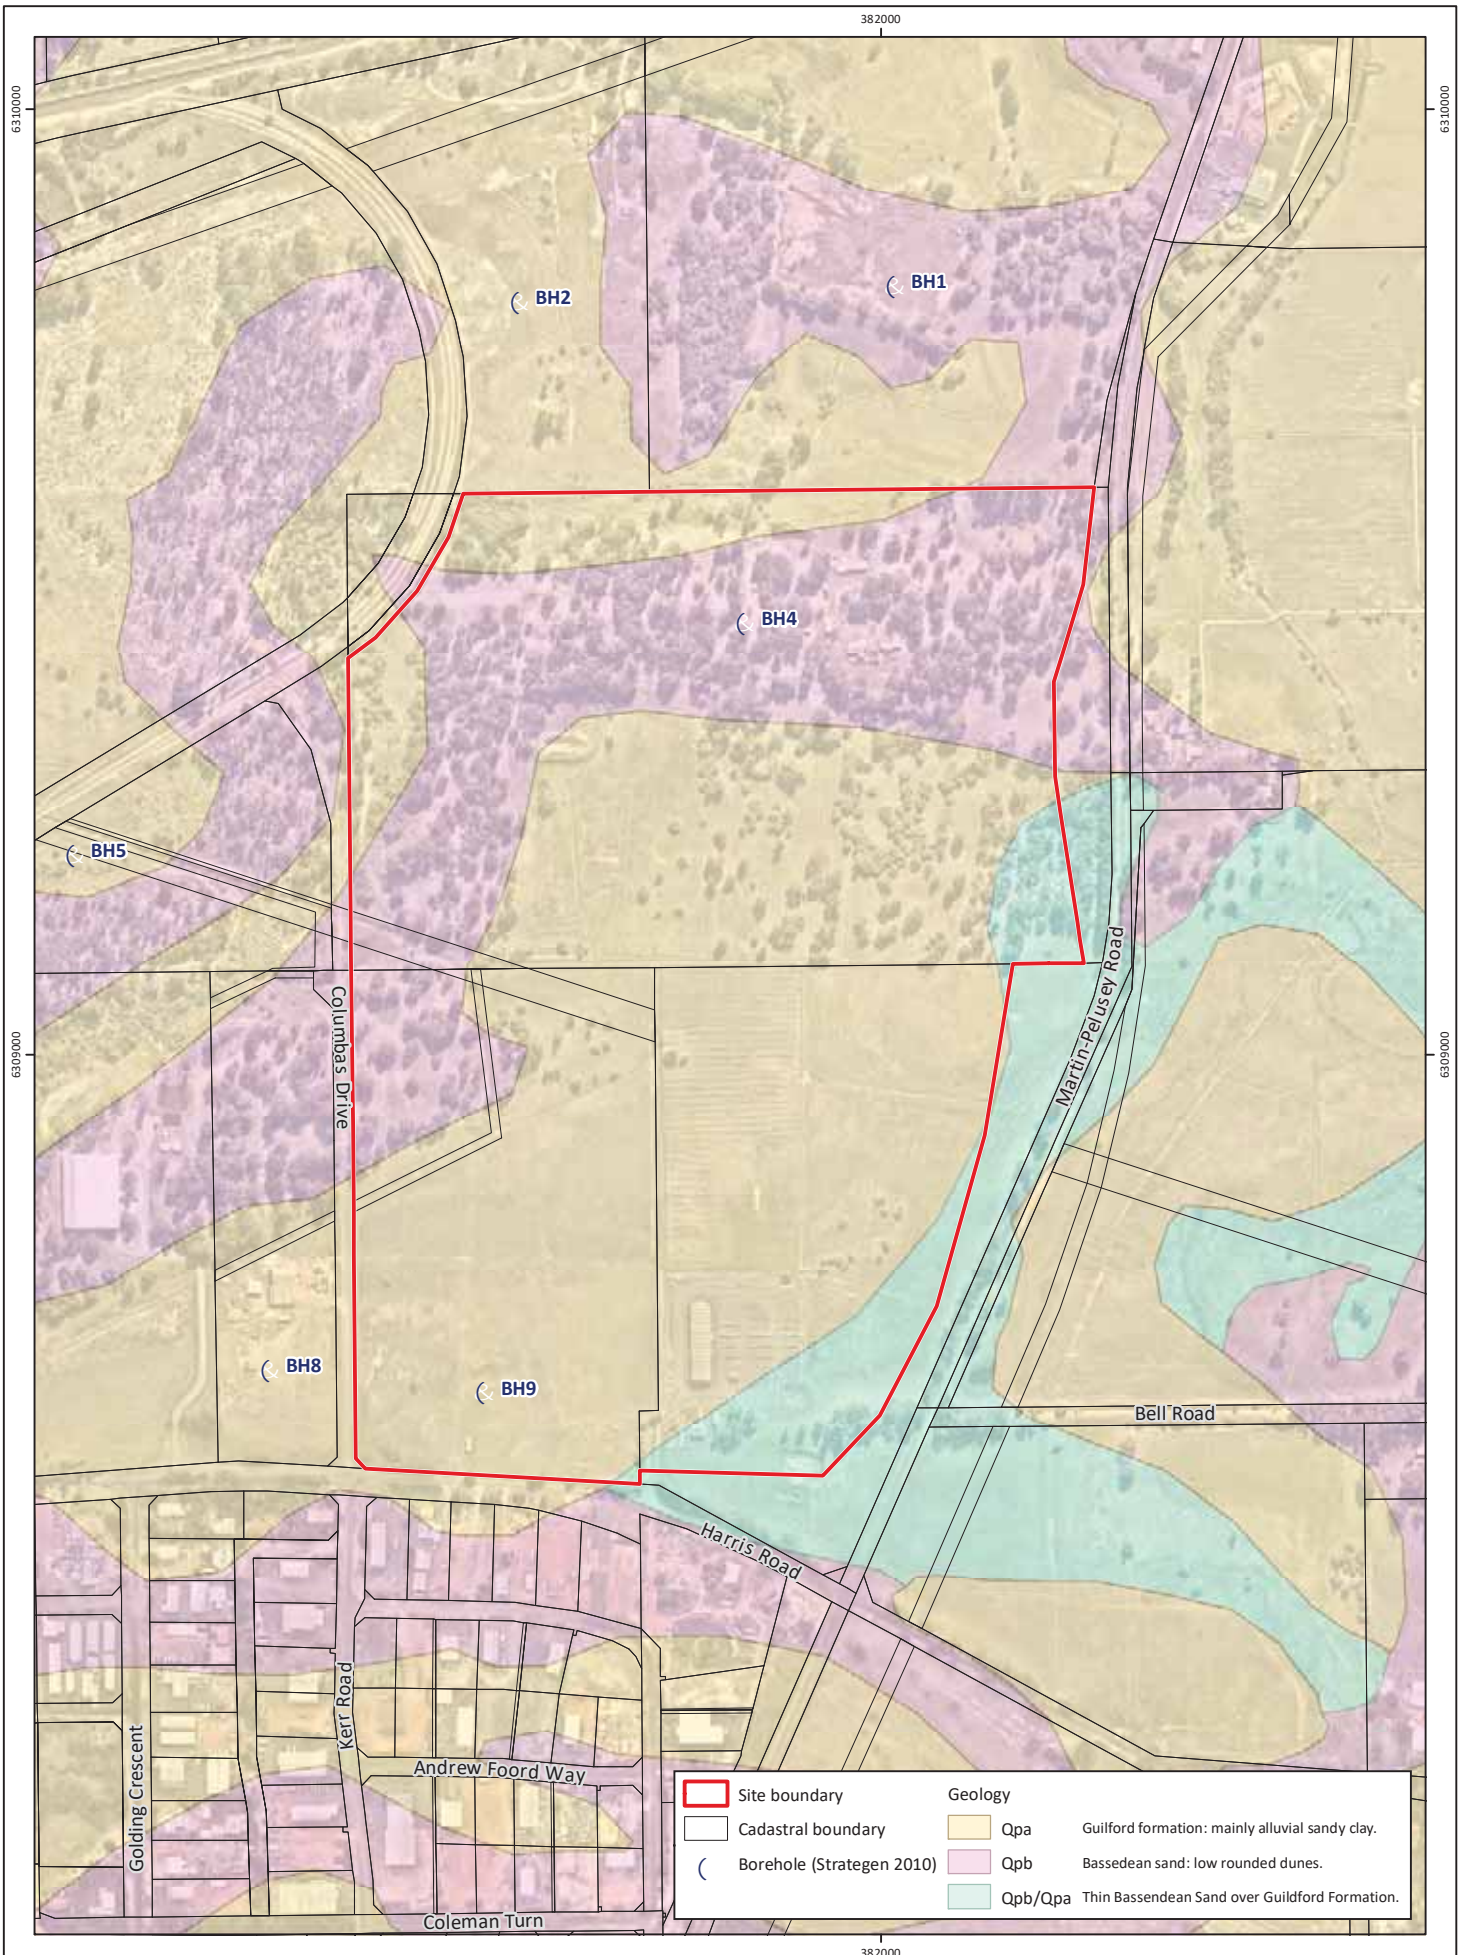 382000
6310000
6310000
BH1
BH2
BH4
BH5
Columbas Drive
Martin-Pelusey Road
6309000
6309000
BH8
BH9
Bell Road
Harris Road
Kerr Road
Golding Crescent
Andrew Foord Way
Coleman Turn
Site boundary
Cadastral boundary
Borehole (Strategen 2010)
Geology
Qpa Guilford formation: mainly alluvial sandy clay.
Qpb Bassedean sand: low rounded dunes.
Qpb/Qpa Thin Bassendean Sand over Guildford Formation.
382000